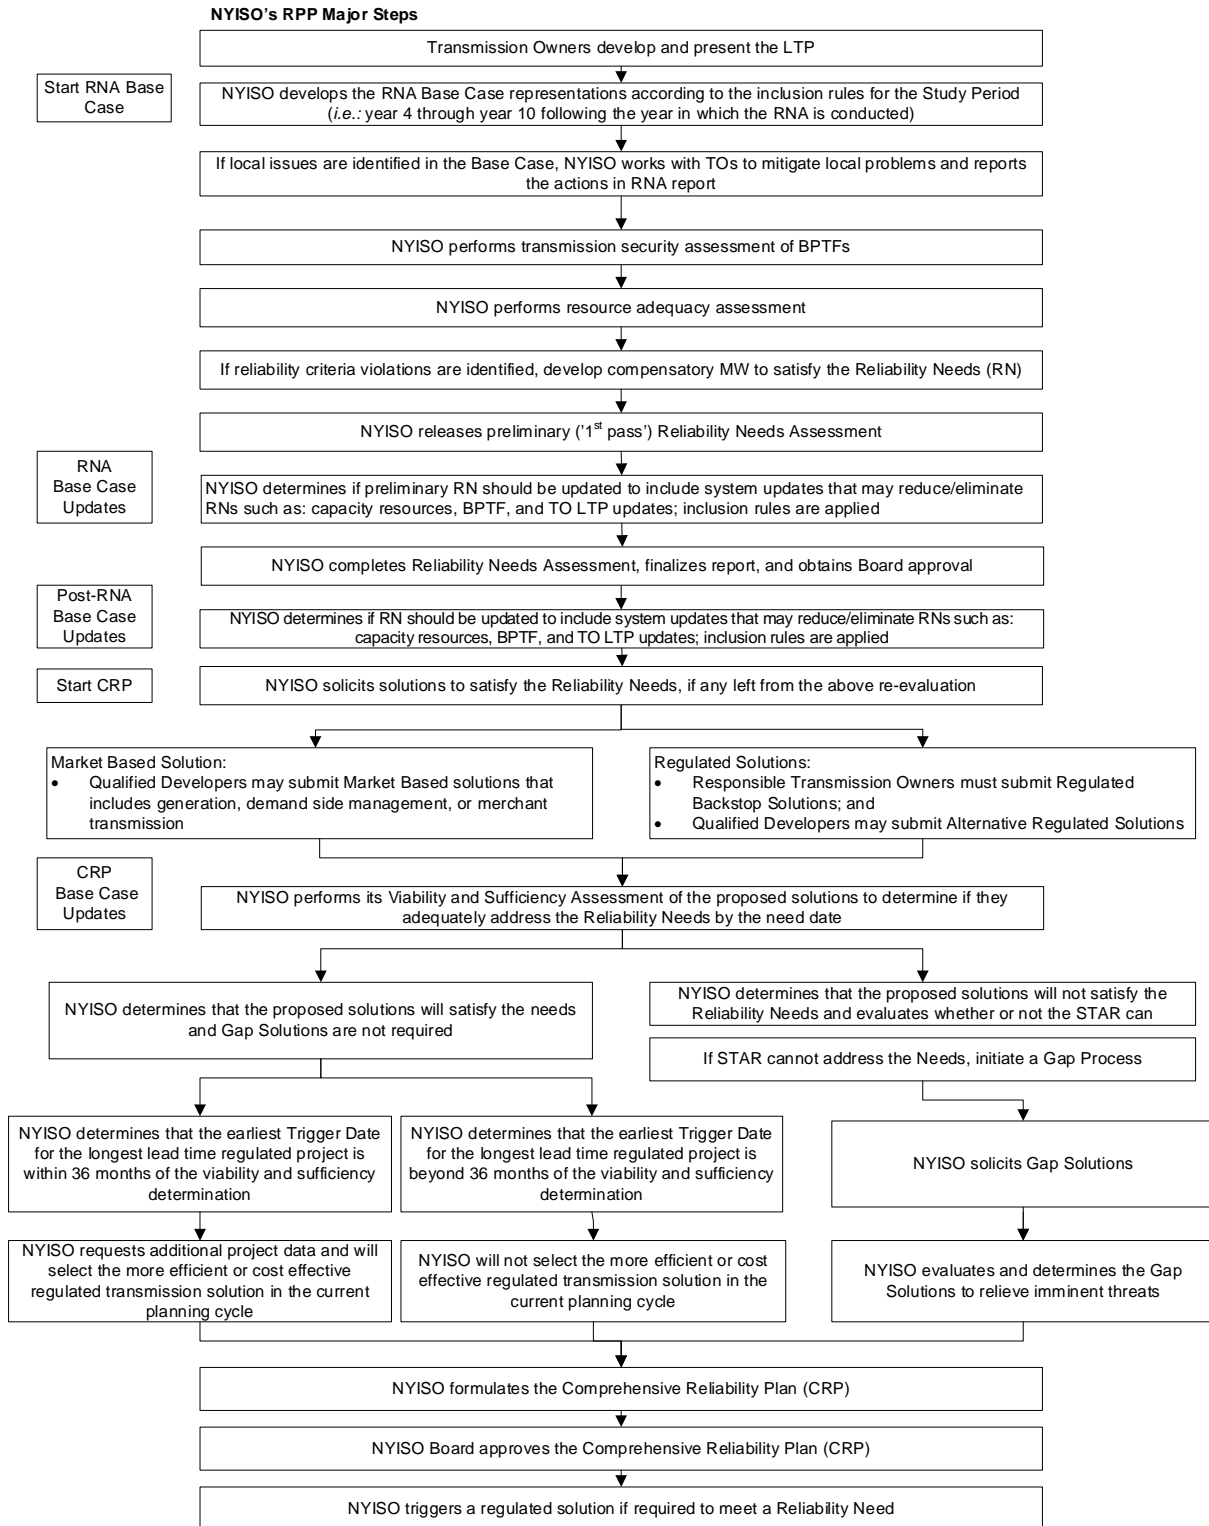 NYISO's RPP Major Steps
Transmission Owners develop and present the LTP
Start RNA Base
Case
NYISO develops the RNA Base Case representations according to the inclusion rules for the Study Period
(i.e.: year 4 through year 10 following the year in which the RNA is conducted)
If local issues are identified in the Base Case, NYISO works with TOs to mitigate local problems and reports
the actions in RNA report
NYISO performs transmission security assessment of BPTFs
NYISO performs resource adequacy assessment
If reliability criteria violations are identified, develop compensatory MW to satisfy the Reliability Needs (RN)
NYISO releases preliminary ('1st pass') Reliability Needs Assessment
RNA
Base Case
Updates
NYISO determines if preliminary RN should be updated to include system updates that may reduce/eliminate
RNs such as: capacity resources, BPTF, and TO LTP updates; inclusion rules are applied
NYISO completes Reliability Needs Assessment, finalizes report, and obtains Board approval
Post-RNA
Base Case
Updates
NYISO determines if RN should be updated to include system updates that may reduce/eliminate RNs such as:
capacity resources, BPTF, and TO LTP updates; inclusion rules are applied
Start CRP
NYISO solicits solutions to satisfy the Reliability Needs, if any left from the above re-evaluation
Market Based Solution:
• Qualified Developers may submit Market Based solutions that
includes generation, demand side management, or merchant
transmission
Regulated Solutions:
• Responsible Transmission Owners must submit Regulated
Backstop Solutions; and
• Qualified Developers may submit Alternative Regulated Solutions
CRP
Base Case
Updates
NYISO performs its Viability and Sufficiency Assessment of the proposed solutions to determine if they
adequately address the Reliability Needs by the need date
NYISO determines that the proposed solutions will satisfy the needs
and Gap Solutions are not required
NYISO determines that the proposed solutions will not satisfy the
Reliability Needs and evaluates whether or not the STAR can
If STAR cannot address the Needs, initiate a Gap Process
NYISO determines that the earliest Trigger Date
for the longest lead time regulated project is
within 36 months of the viability and sufficiency
determination
NYISO determines that the earliest Trigger Date
for the longest lead time regulated project is
beyond 36 months of the viability and sufficiency
determination
NYISO solicits Gap Solutions
NYISO requests additional project data and will
select the more efficient or cost effective
regulated transmission solution in the current
planning cycle
NYISO will not select the more efficient or cost
effective regulated transmission solution in the
current planning cycle
NYISO evaluates and determines the Gap
Solutions to relieve imminent threats
NYISO formulates the Comprehensive Reliability Plan (CRP)
NYISO Board approves the Comprehensive Reliability Plan (CRP)
NYISO triggers a regulated solution if required to meet a Reliability Need